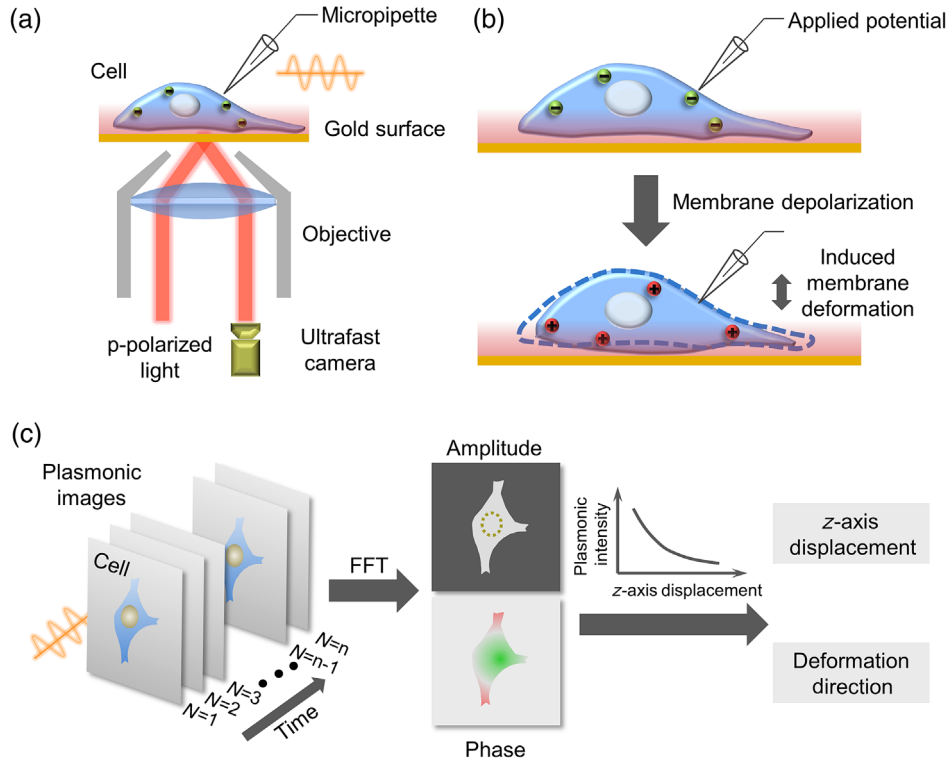 (a)
Micropipette
Cell
Gold surface
Objective
p-polarized
light
Ultrafast
camera
(b)
Applied potential
Membrane depolarization
Induced
membrane
deformation
(c)
Plasmonic
images
Cell
N=1
N=2
N=3
N=n-1
N=n
Time
FFT
Amplitude
Phase
Plasmonic
intensity
z-axis displacement
z-axis
displacement
Deformation
direction